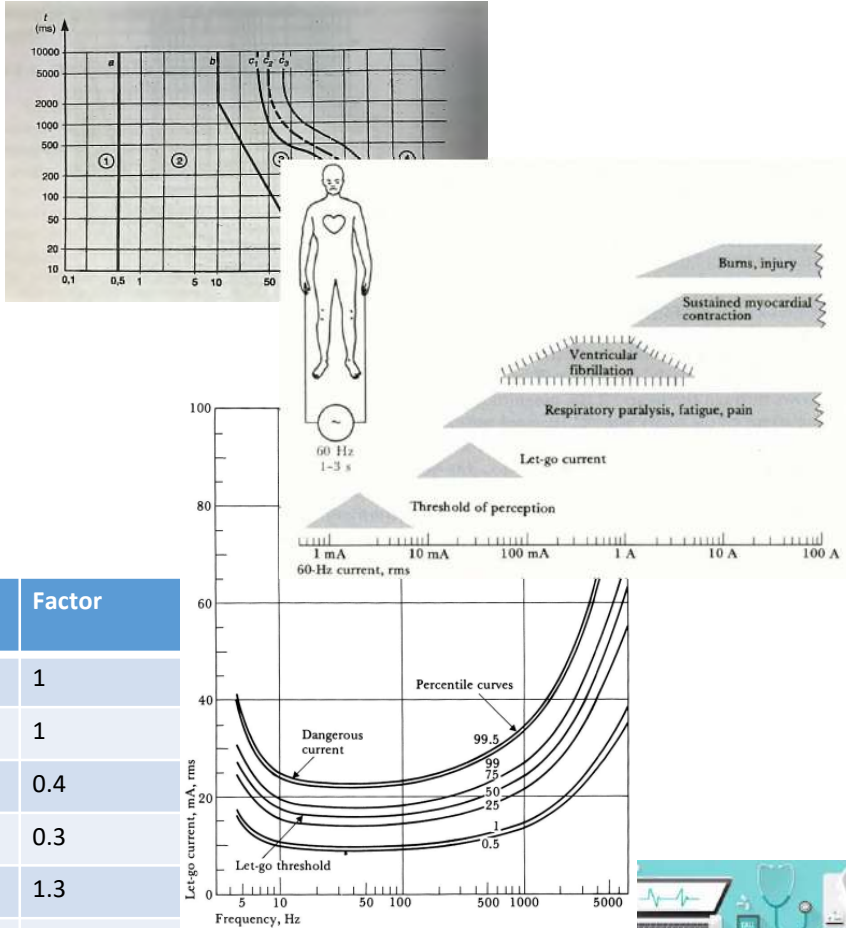 t
(ms)
10000
5000
2000
1000
500
200
100
50
20
10
a
b
c1 c2 c3
1
2
0,1
0,5
1
5
10
50
Burns, injury
Sustained myocardial
contraction
Ventricular
fibrillation
Respiratory paralysis, fatigue, pain
60 Hz
1–3 s
Let-go current
Threshold of perception
1 mA
10 mA
100 mA
1 A
10 A
100 A
60-Hz current, rms
Factor
1
1
0.4
0.3
1.3
100
80
60
40
20
0
Let-go current, mA, rms
Percentile curves
Dangerous
current
99.5
99
75
50
25
1
0.5
Let-go threshold
5
10
50
100
500
1000
5000
Frequency, Hz